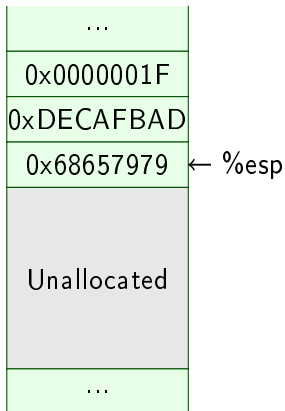 ...
0x0000001F
0xDECAFBAD
0x68657979 ← %esp
Unallocated
...